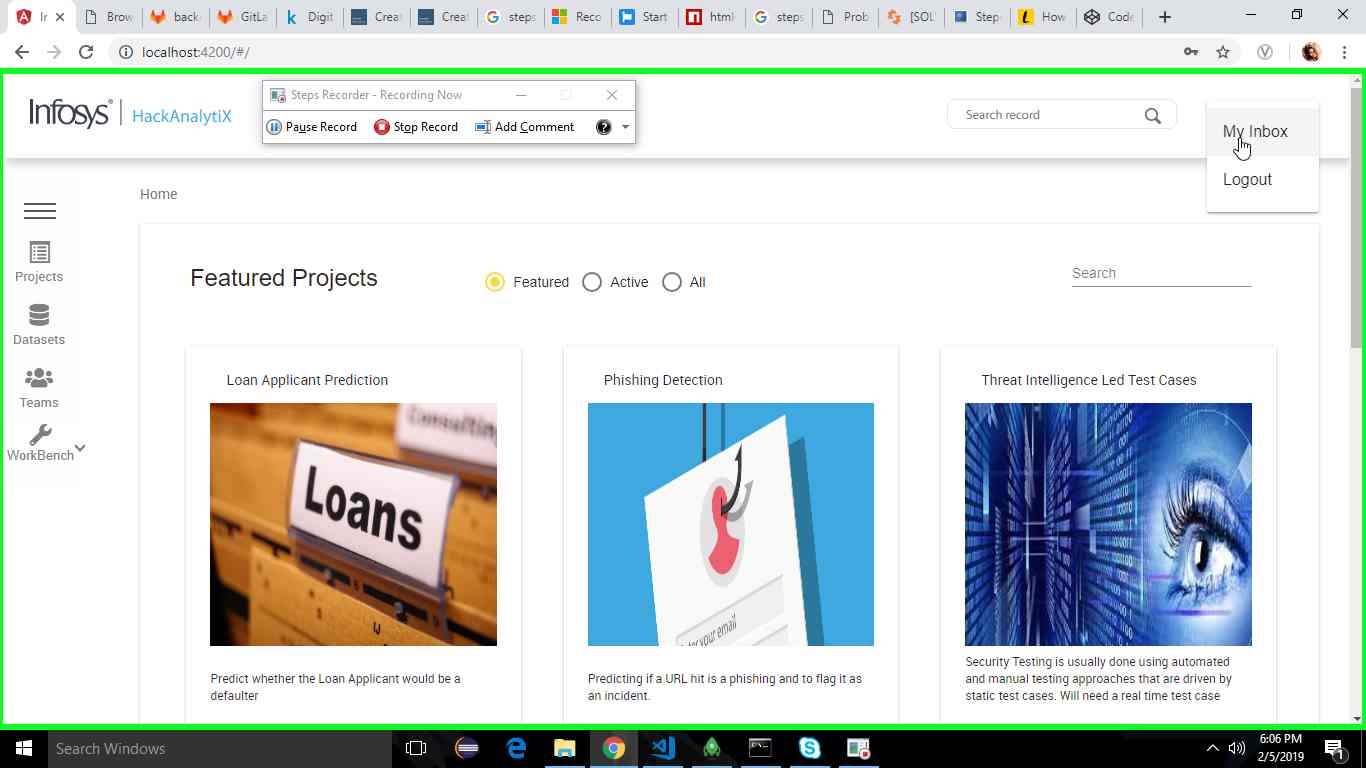 Ir
Brow
back
GitLa
Digit
Creat
Creat
steps
Reco
Start
html
steps
Prob
[SOL
Step
How
Code
localhost:4200/#/
Infosys®
HackAnalytiX
Steps Recorder - Recording Now
Pause Record
Stop Record
Add Comment
Search record
My Inbox
Logout
Home
Projects
Datasets
Teams
WorkBench
Featured Projects
Featured
Active
All
Search
Loan Applicant Prediction
Consulting
Loans
Predict whether the Loan Applicant would be a
defaulter
Phishing Detection
your email
Predicting if a URL hit is a phishing and to flag it as
an incident.
Threat Intelligence Led Test Cases
Security Testing is usually done using automated
and manual testing approaches that are driven by
static test cases. Will need a real time test case
Search Windows
6:06 PM
2/5/2019
1